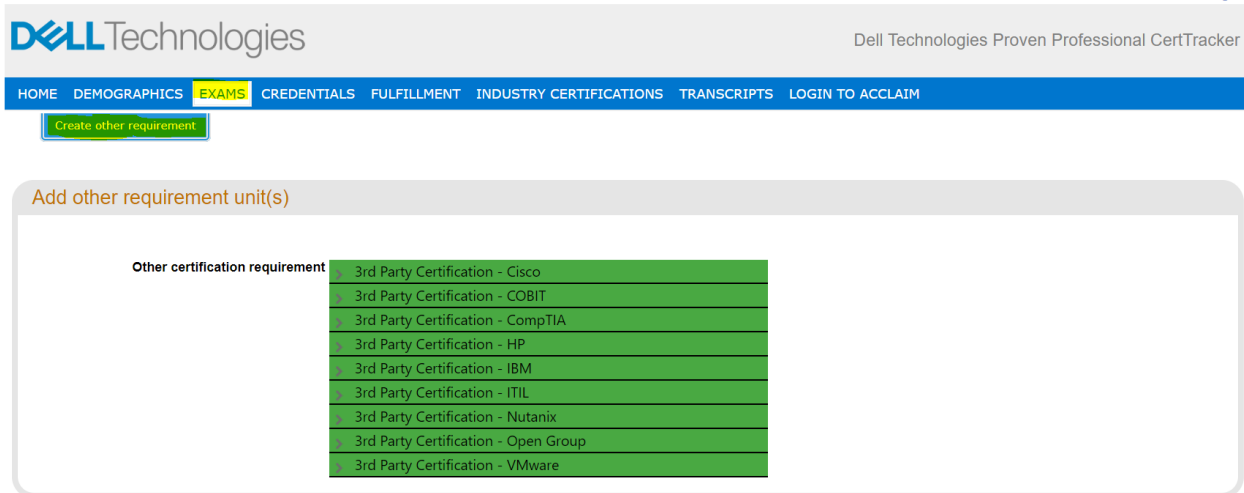 DELLTechnologies
Dell Technologies Proven Professional CertTracker
HOME DEMOGRAPHICS EXAMS CREDENTIALS FULFILLMENT INDUSTRY CERTIFICATIONS TRANSCRIPTS LOGIN TO ACCLAIM
Create other requirement
Add other requirement unit(s)
Other certification requirement
3rd Party Certification - Cisco
3rd Party Certification - COBIT
3rd Party Certification - CompTIA
3rd Party Certification - HP
3rd Party Certification - IBM
3rd Party Certification - ITIL
3rd Party Certification - Nutanix
3rd Party Certification - Open Group
3rd Party Certification - VMware